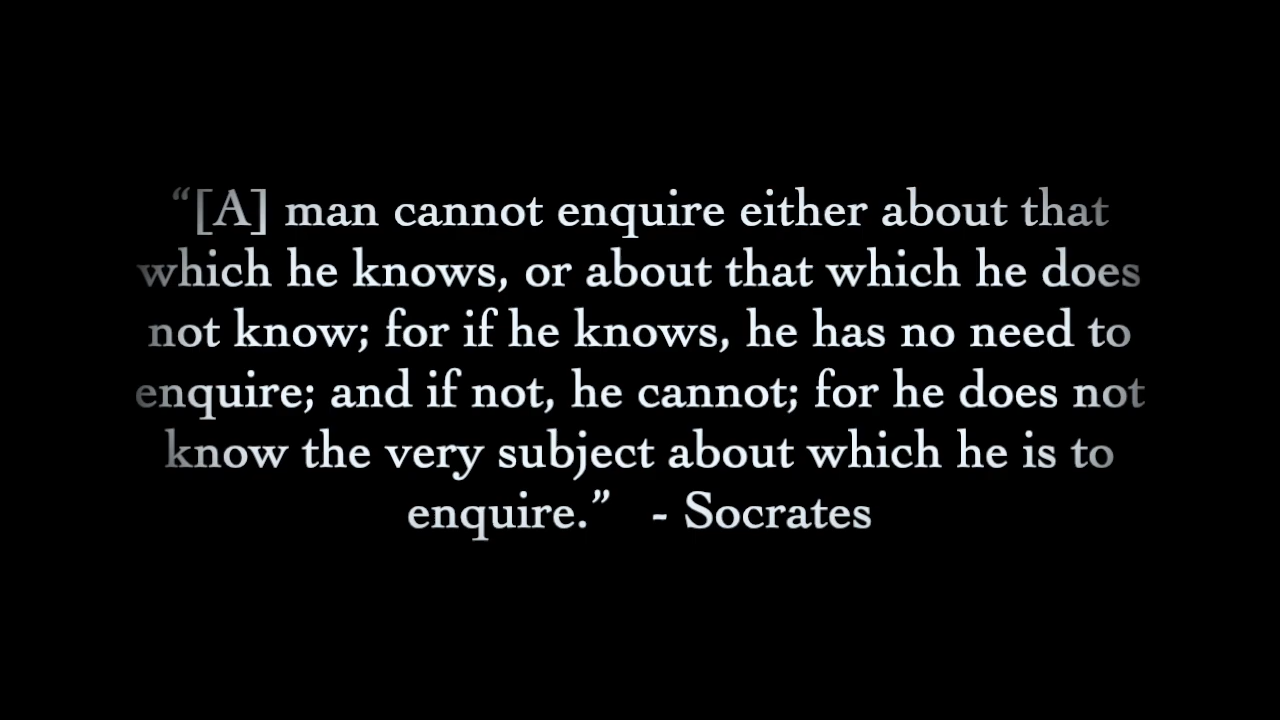 “[A] man cannot enquire either about that
which he knows, or about that which he does
not know; for if he knows, he has no need to
enquire; and if not, he cannot; for he does not
know the very subject about which he is to
enquire.” - Socrates